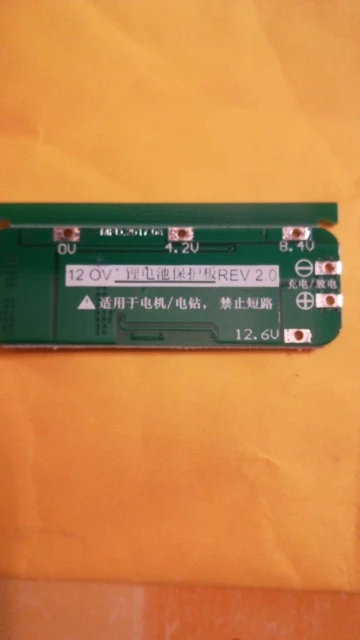 0V 4.2V 8.4V
12 0V 锂电池保护板REV 2.0
充电/放电
适用于电机/电钻，禁止短路
12.6V